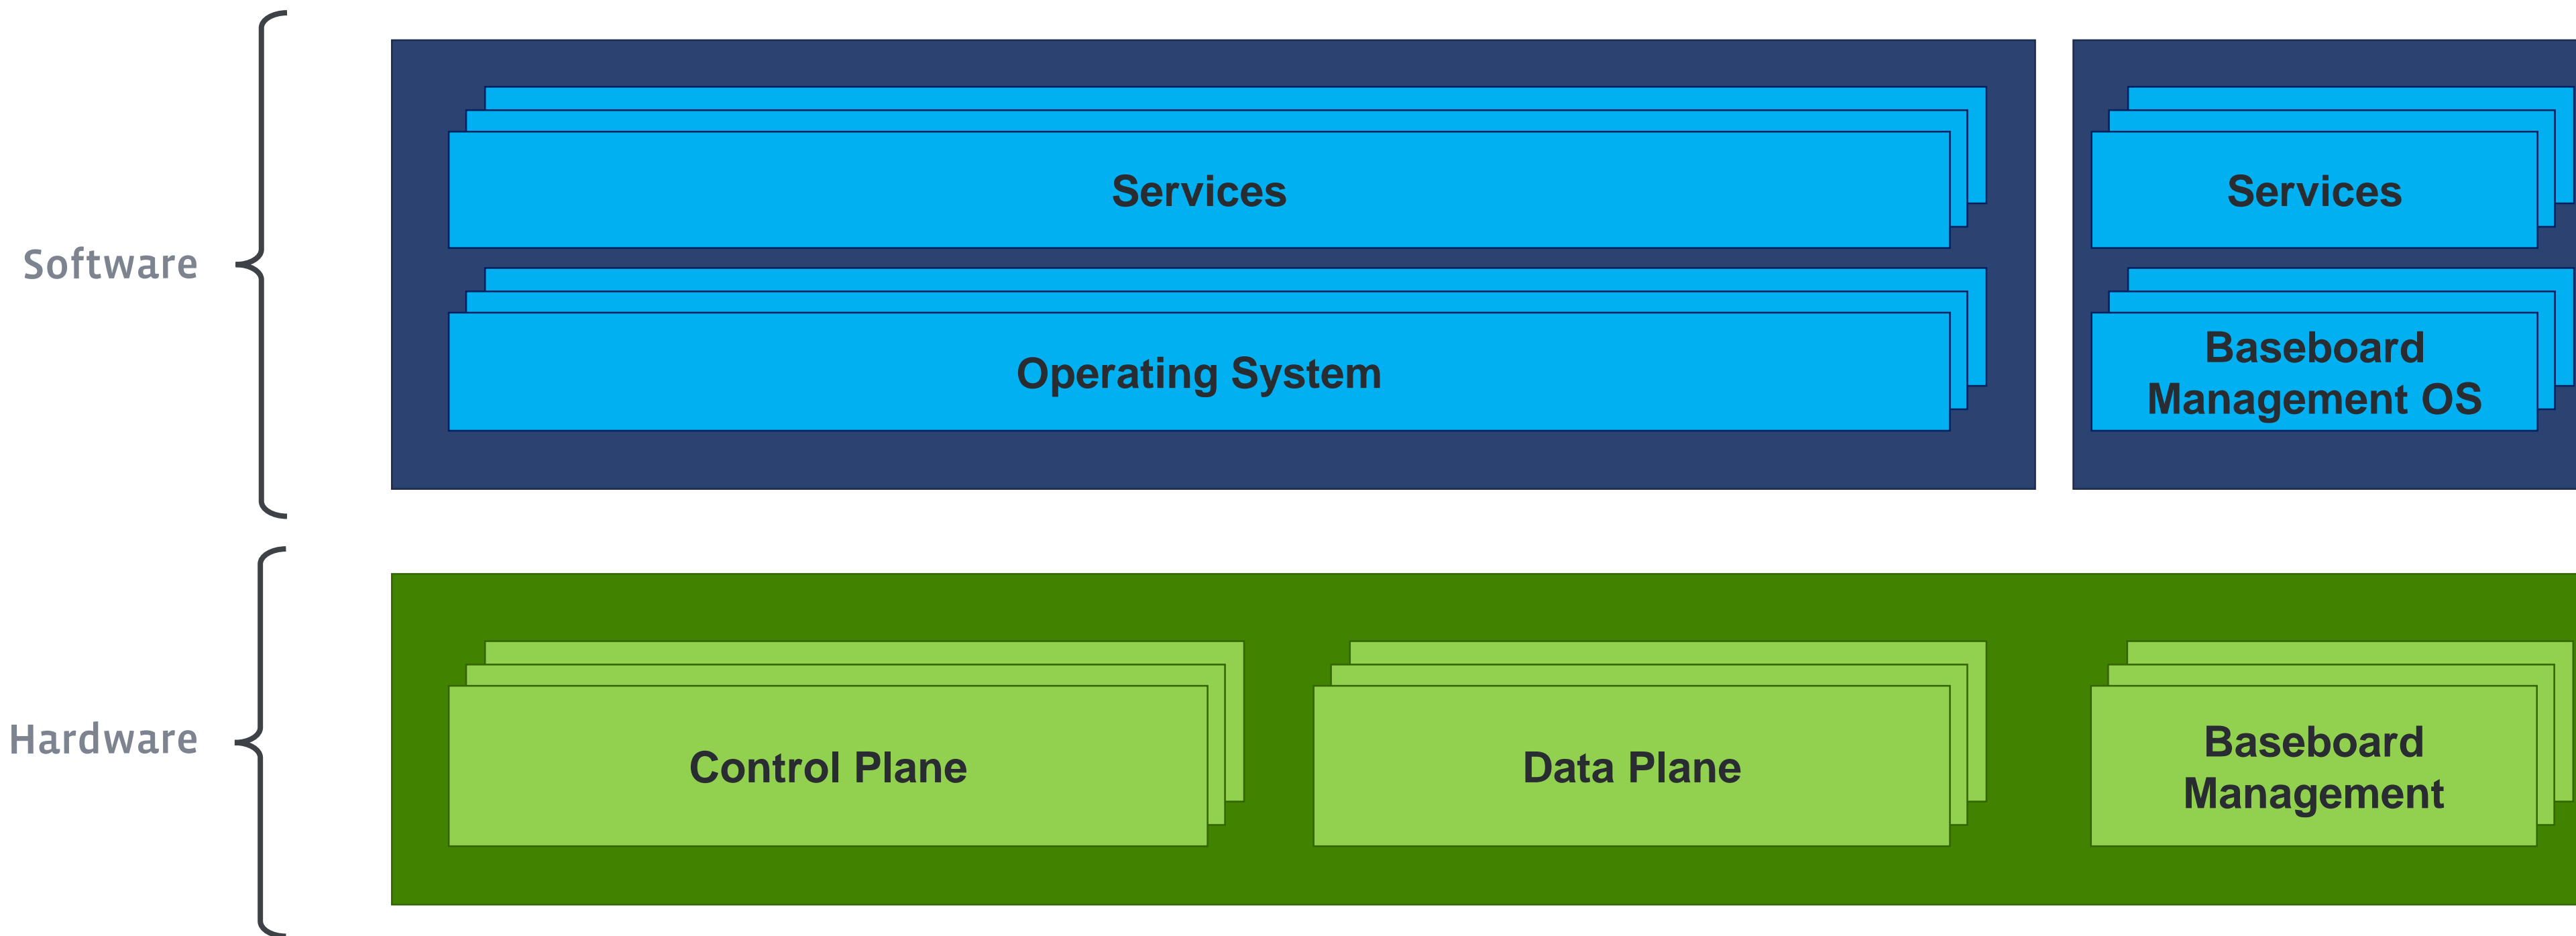 Software
Services
Services
Operating System
Baseboard
Management OS
Hardware
Control Plane
Data Plane
Baseboard
Management